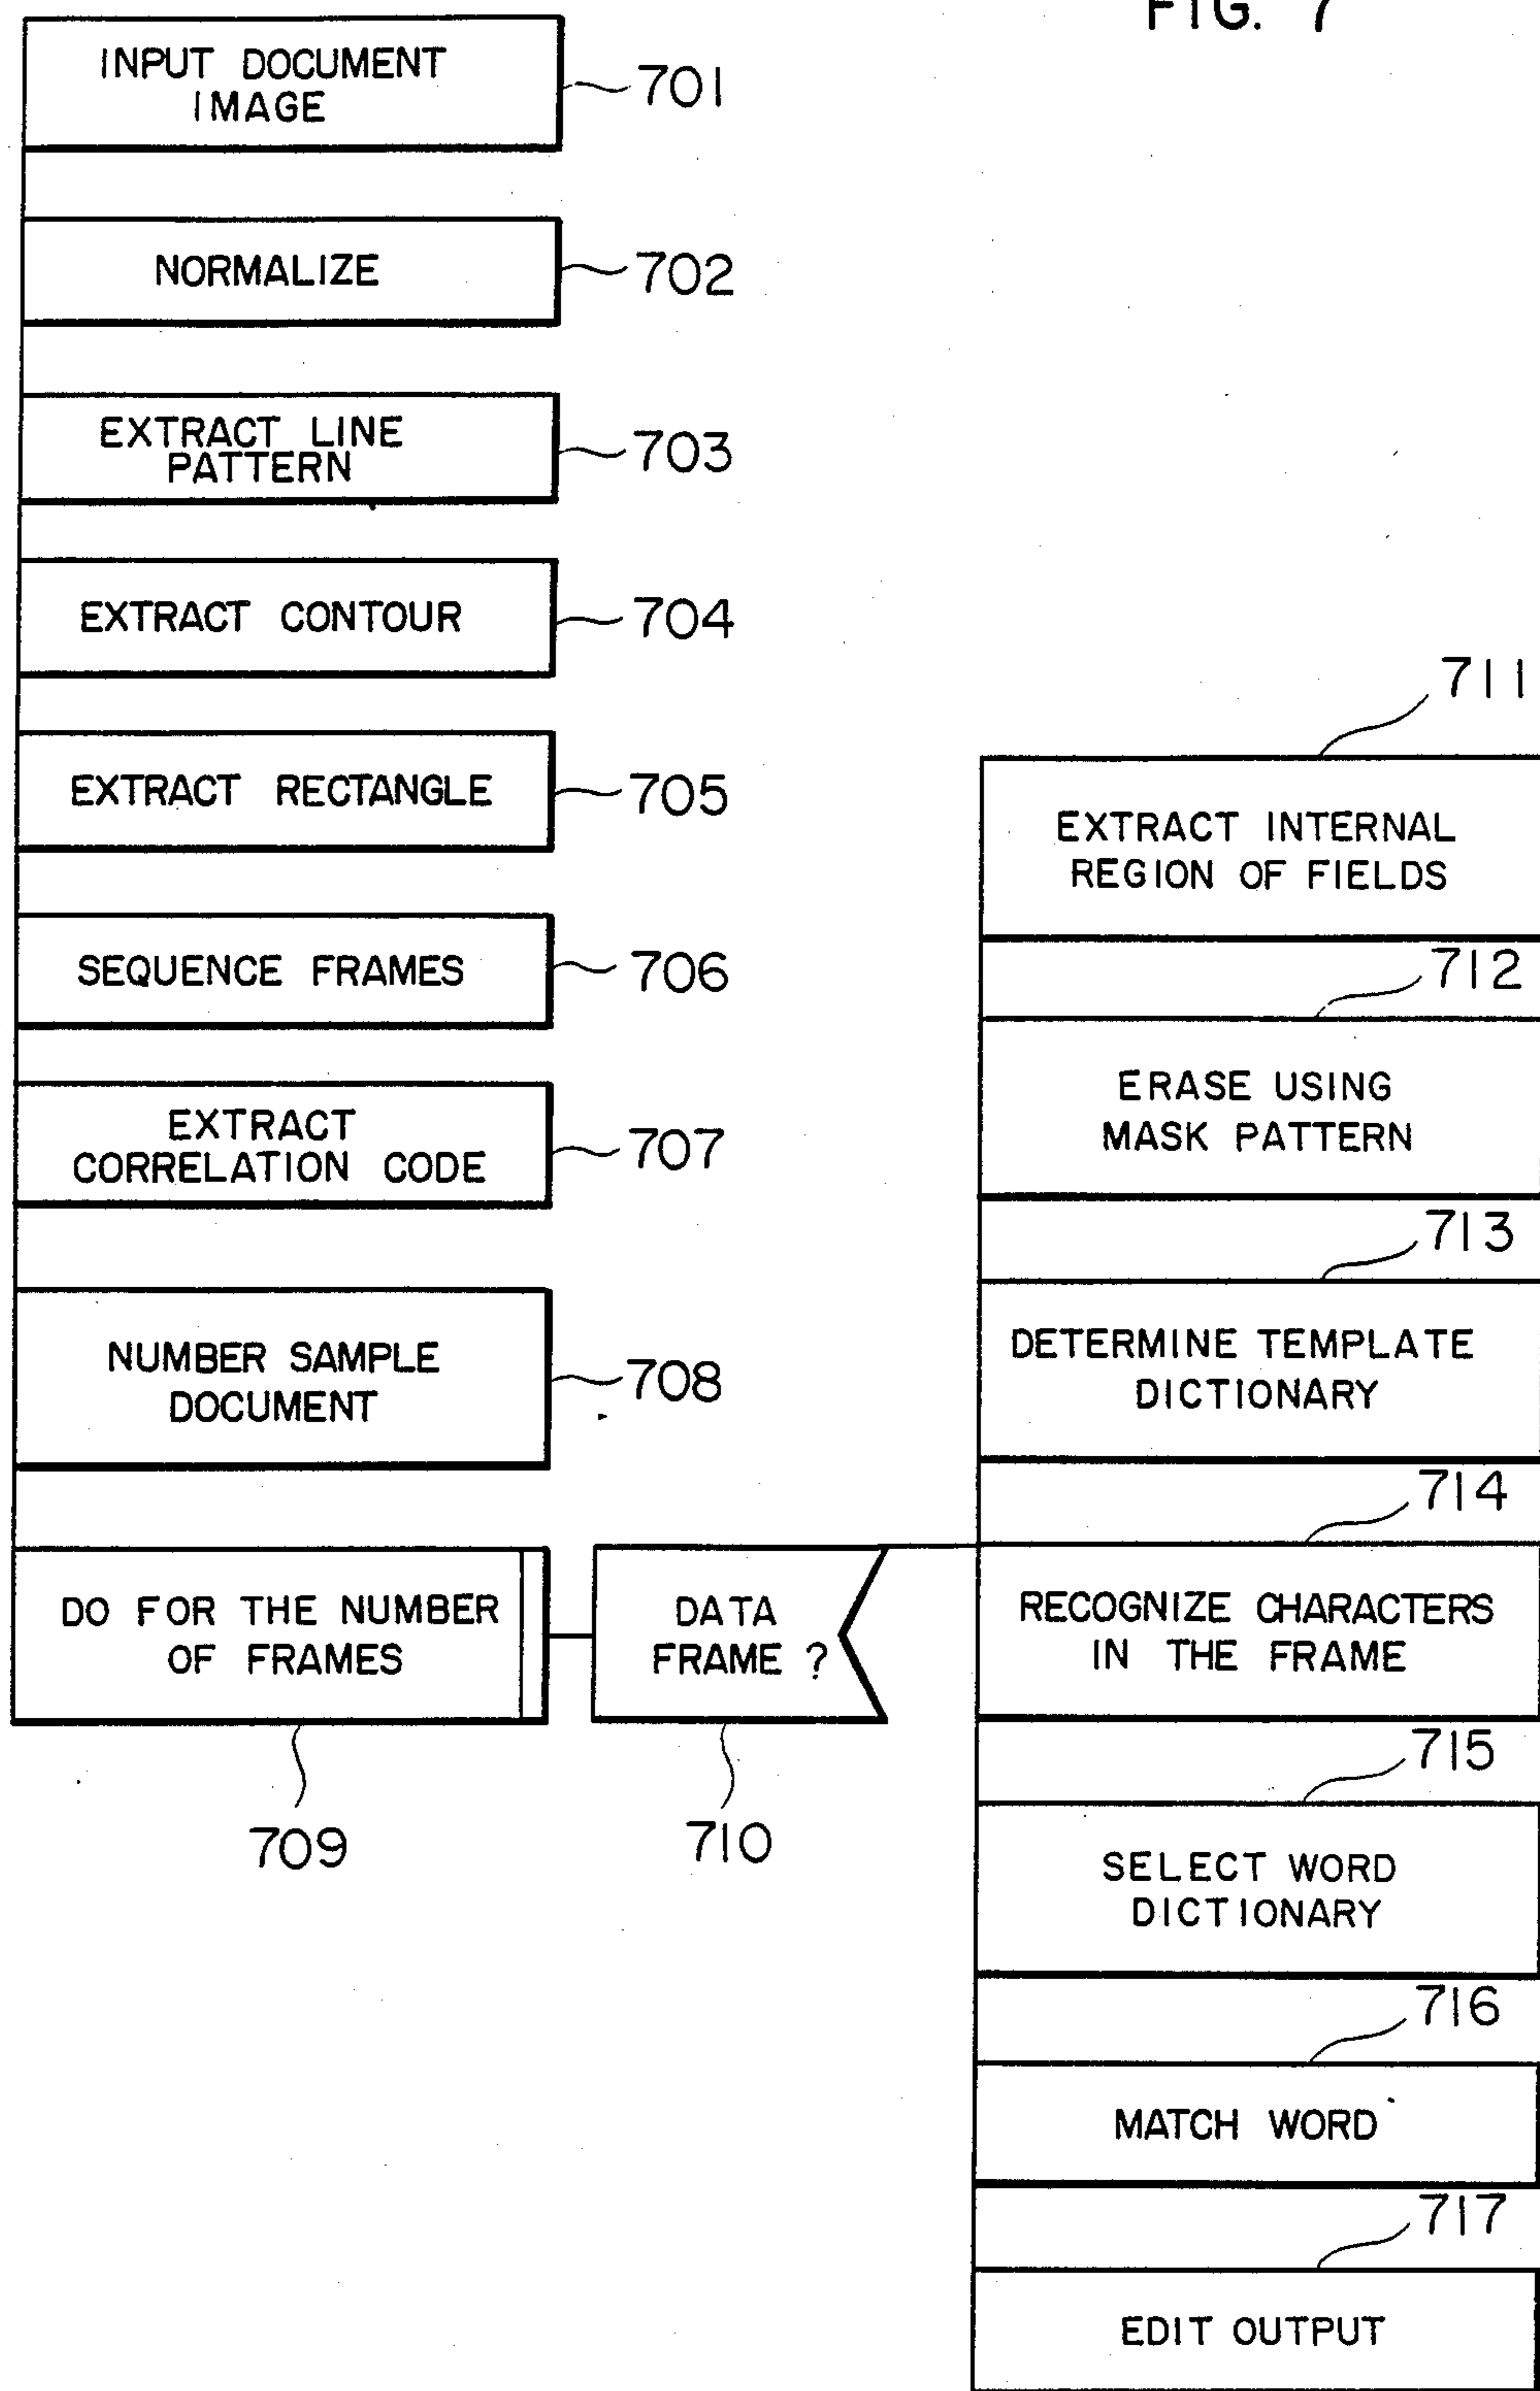 FIG. 7
INPUT DOCUMENT
IMAGE
701
NORMALIZE
702
EXTRACT LINE
PATTERN
703
EXTRACT CONTOUR
704
EXTRACT RECTANGLE
705
SEQUENCE FRAMES
706
EXTRACT
CORRELATION CODE
707
NUMBER SAMPLE
DOCUMENT
708
DO FOR THE NUMBER
OF FRAMES
709
DATA
FRAME ?
710
711
EXTRACT INTERNAL
REGION OF FIELDS
712
ERASE USING
MASK PATTERN
713
DETERMINE TEMPLATE
DICTIONARY
714
RECOGNIZE CHARACTERS
IN THE FRAME
715
SELECT WORD
DICTIONARY
716
MATCH WORD
717
EDIT OUTPUT